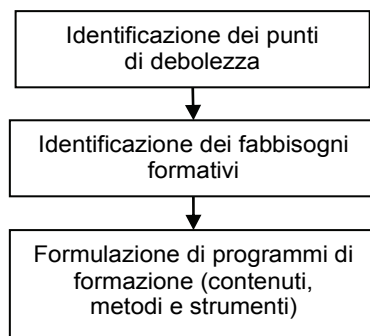 Identificazione dei punti
di debolezza
Identificazione dei fabbisogni
formativi
Formulazione di programmi di
formazione (contenuti,
metodi e strumenti)